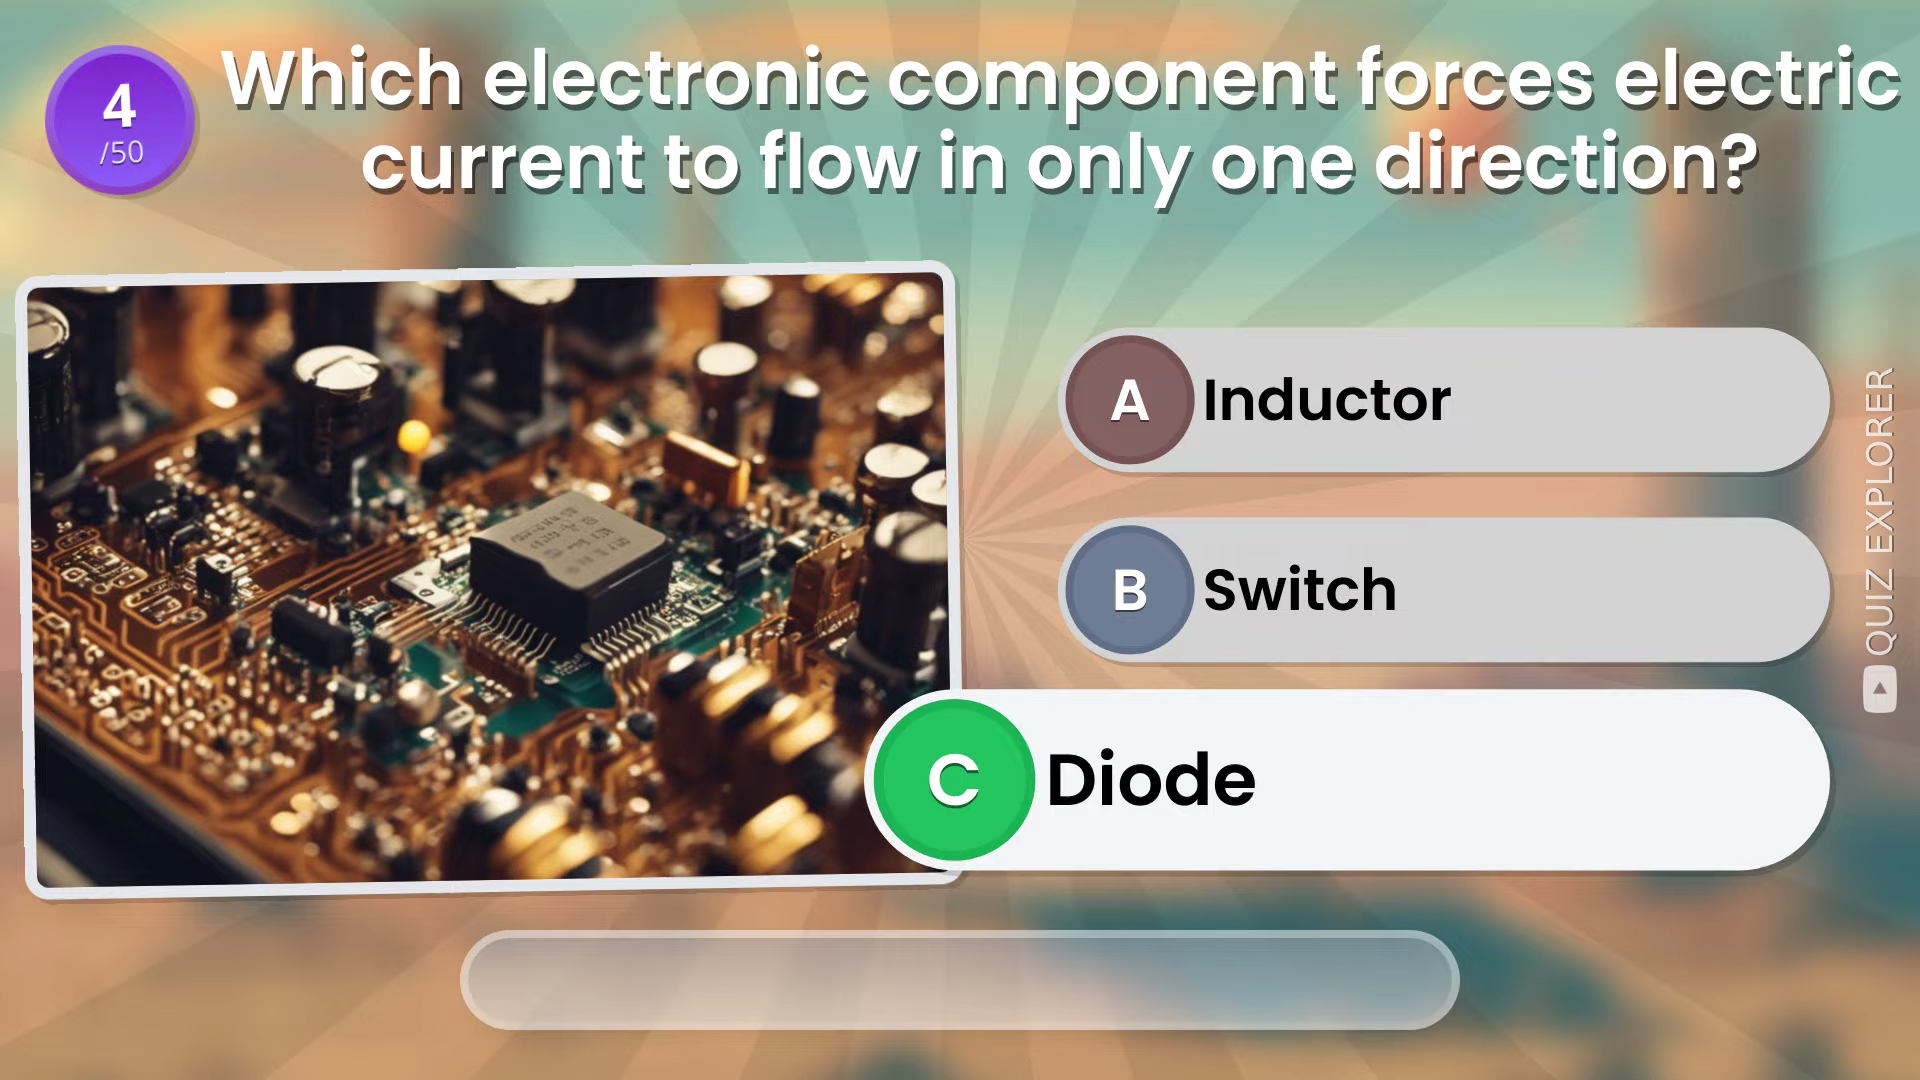 4
/50
Which electronic component forces electric
current to flow in only one direction?
A Inductor
B Switch
C Diode
QUIZ EXPLORER